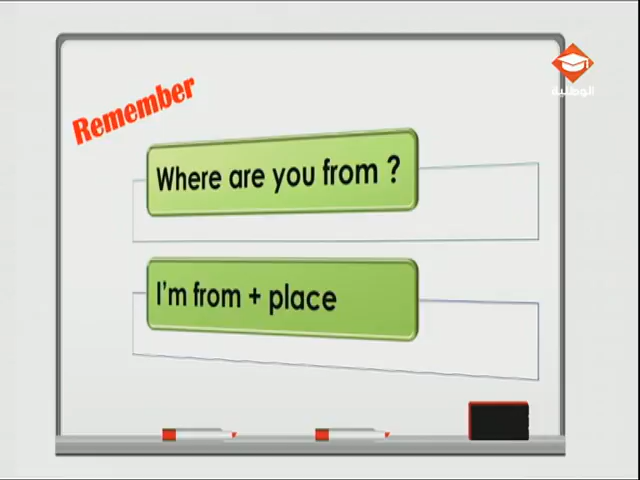 Remember
الوطنية
Where are you from ?
I'm from + place